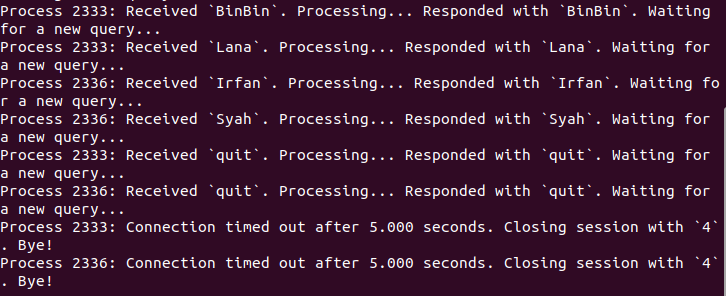 Process 2333: Received `BinBin`. Processing... Responded with `BinBin`. Waiting
for a new query...
Process 2333: Received `Lana`. Processing... Responded with `Lana`. Waiting for
a new query...
Process 2336: Received `Irfan`. Processing... Responded with `Irfan`. Waiting fo
r a new query...
Process 2336: Received `Syah`. Processing... Responded with `Syah`. Waiting for
a new query...
Process 2333: Received `quit`. Processing... Responded with `quit`. Waiting for
a new query...
Process 2336: Received `quit`. Processing... Responded with `quit`. Waiting for
a new query...
Process 2333: Connection timed out after 5.000 seconds. Closing session with `4`
. Bye!
Process 2336: Connection timed out after 5.000 seconds. Closing session with `4`
. Bye!